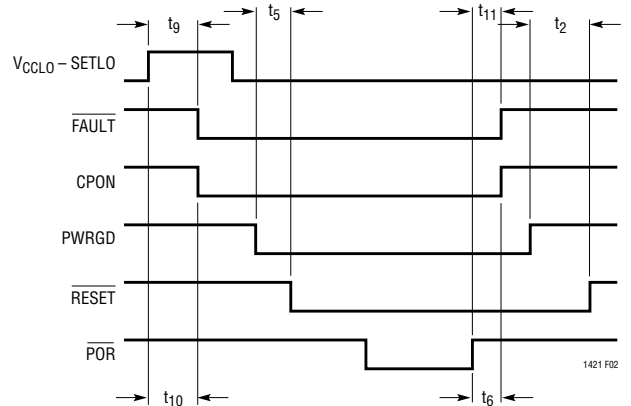 t9 t5 t11 t2
VCCLO – SETLO
FAULT
CPON
PWRGD
RESET
POR
1421 F02
t10 t6